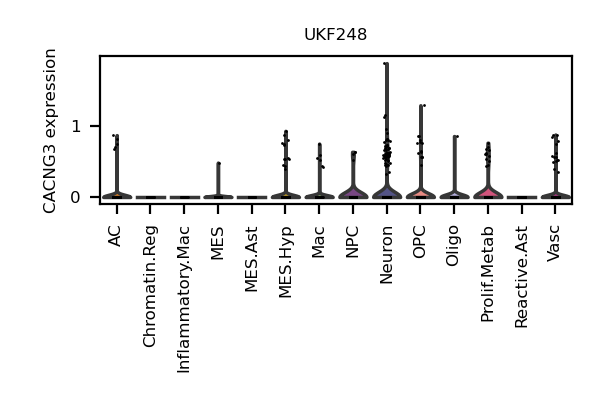 UKF248
CACNG3 expression
1
0
AC
Chromatin.Reg
Inflammatory.Mac
MES
MES.Ast
MES.Hyp
Mac
NPC
Neuron
OPC
Oligo
Prolif.Metab
Reactive.Ast
Vasc